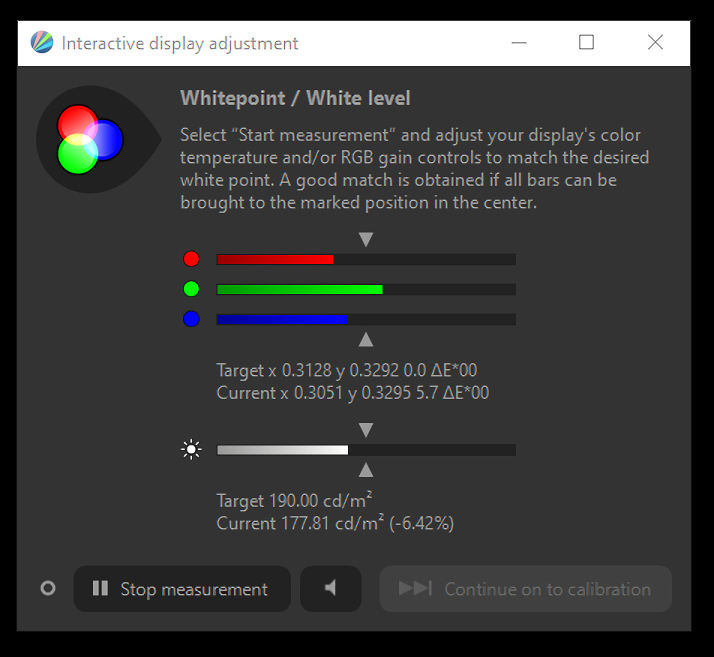 Interactive display adjustment
Whitepoint / White level
Select “Start measurement” and adjust your display's color
temperature and/or RGB gain controls to match the desired
white point. A good match is obtained if all bars can be
brought to the marked position in the center.
Target x 0.3128 y 0.3292 0.0 ΔE*00
Current x 0.3051 y 0.3295 5.7 ΔE*00
Target 190.00 cd/m²
Current 177.81 cd/m² (-6.42%)
Stop measurement
Continue on to calibration